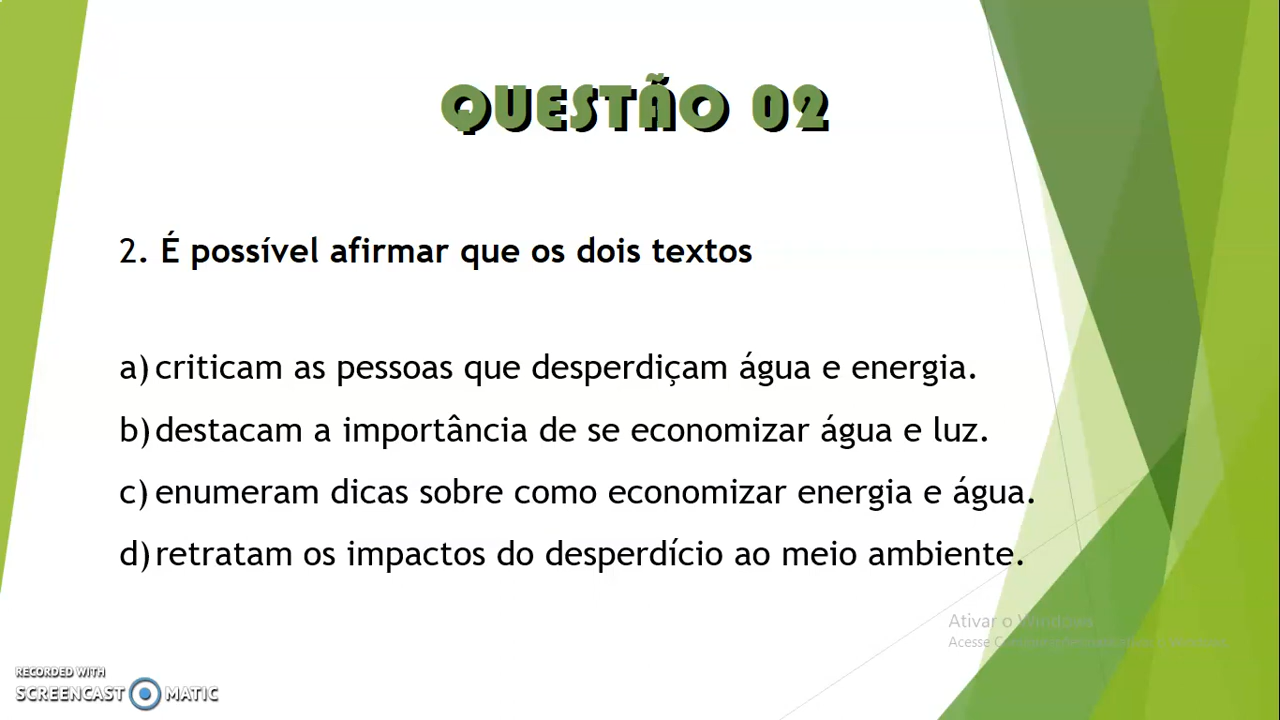 QUESTÃO 02
2. É possível afirmar que os dois textos
a) criticam as pessoas que desperdiçam água e energia.
b) destacam a importância de se economizar água e luz.
c) enumeram dicas sobre como economizar energia e água.
d) retratam os impactos do desperdício ao meio ambiente.
Ativar o Windows
Acesse
RECORDED WITH
SCREENCAST MATIC